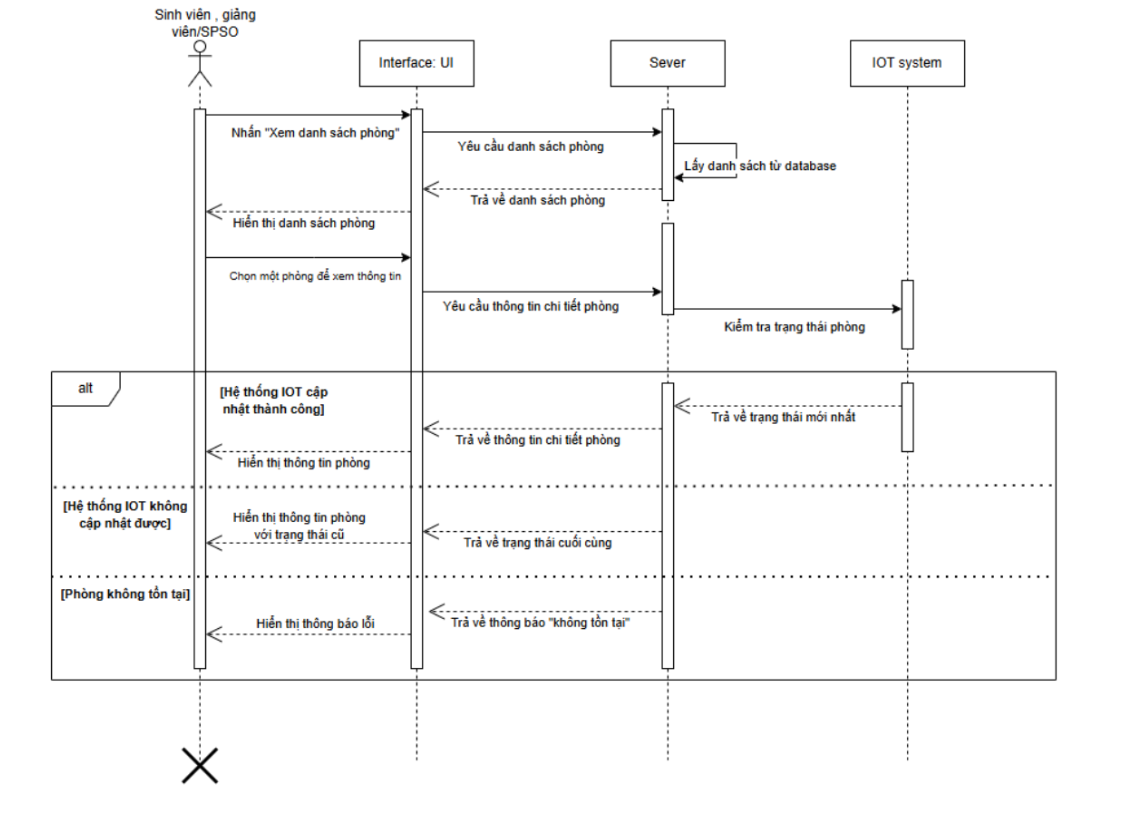 Sinh viên , giảng
viên/SPSO
Interface: UI
Sever
IOT system
Nhấn "Xem danh sách phòng"
Yêu cầu danh sách phòng
Lấy danh sách từ database
Trả về danh sách phòng
Hiển thị danh sách phòng
Chọn một phòng để xem thông tin
Yêu cầu thông tin chi tiết phòng
Kiểm tra trạng thái phòng
alt
[Hệ thống IOT cập
nhật thành công]
Trả về trạng thái mới nhất
Trả về thông tin chi tiết phòng
Hiển thị thông tin phòng
[Hệ thống IOT không
cập nhật được]
Hiển thị thông tin phòng
với trạng thái cũ
Trả về trạng thái cuối cùng
[Phòng không tồn tại]
Trả về thông báo "không tồn tại"
Hiển thị thông báo lỗi